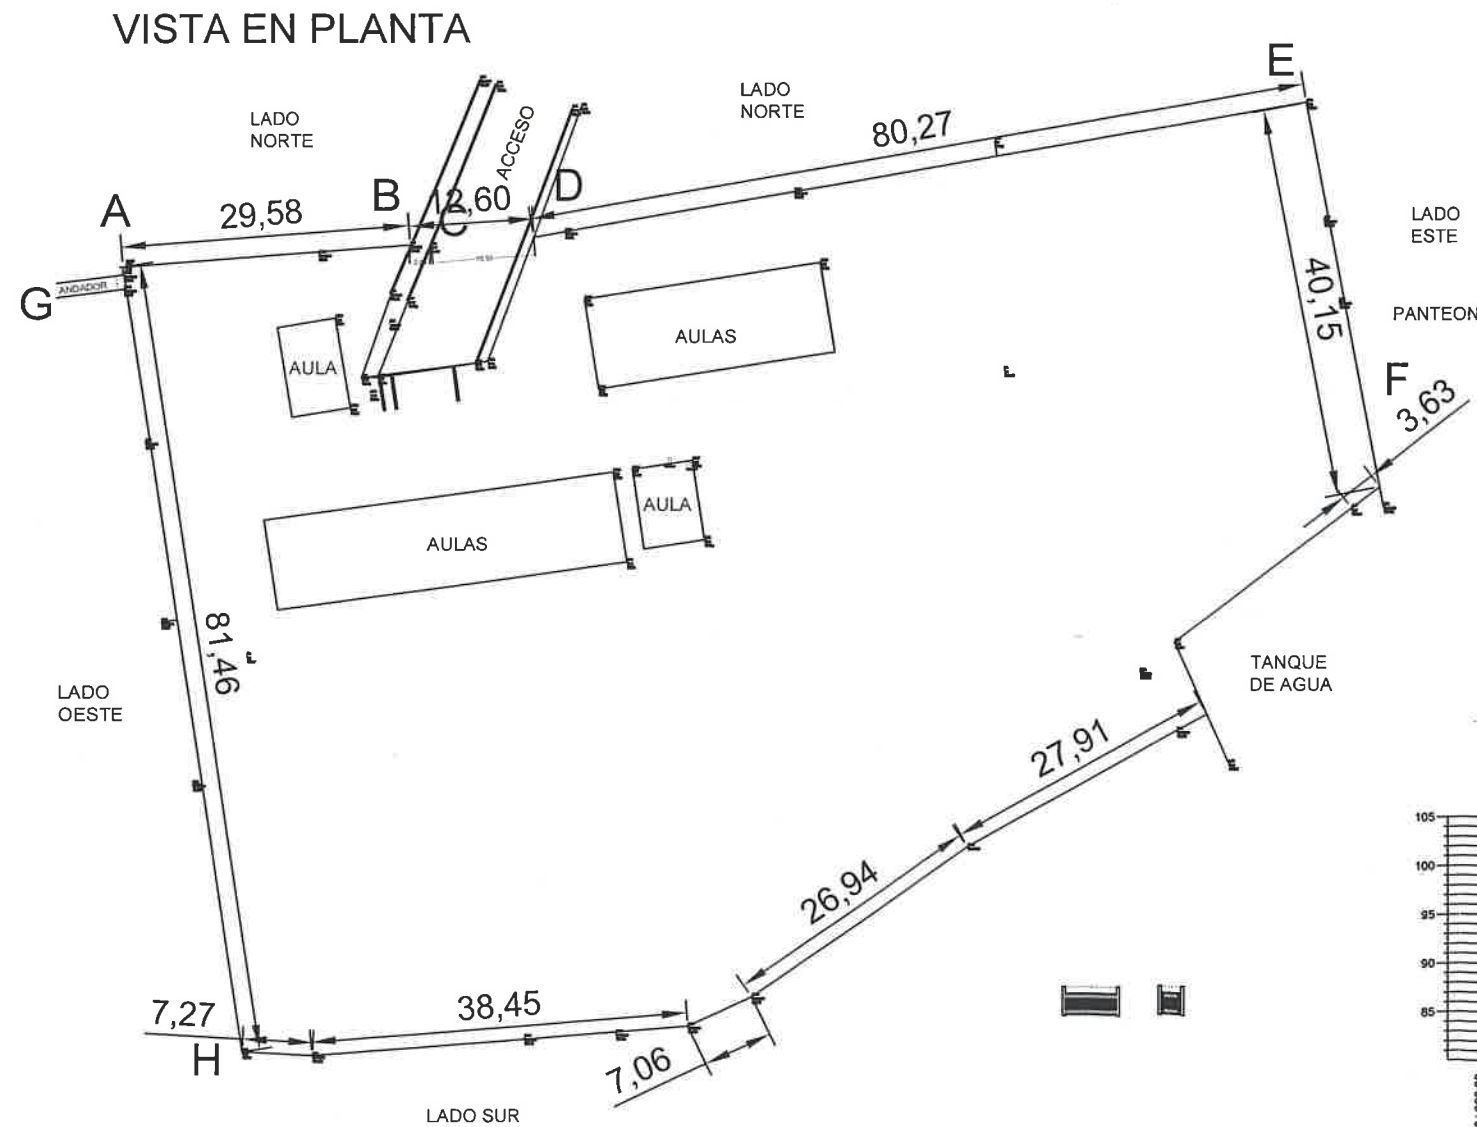 VISTA EN PLANTA
E
LADO
NORTE
LADO
NORTE
ACCESO
80,27
A
29,58
B
12,60
C
D
LADO
ESTE
G
ANDADOR
40,15
PANTEON
AULA
AULAS
F
3,63
AULAS
AULA
81,46
LADO
OESTE
TANQUE
DE AGUA
27,91
26,94
105
100
95
90
85
7,27
38,45
H
7,06
LADO SUR